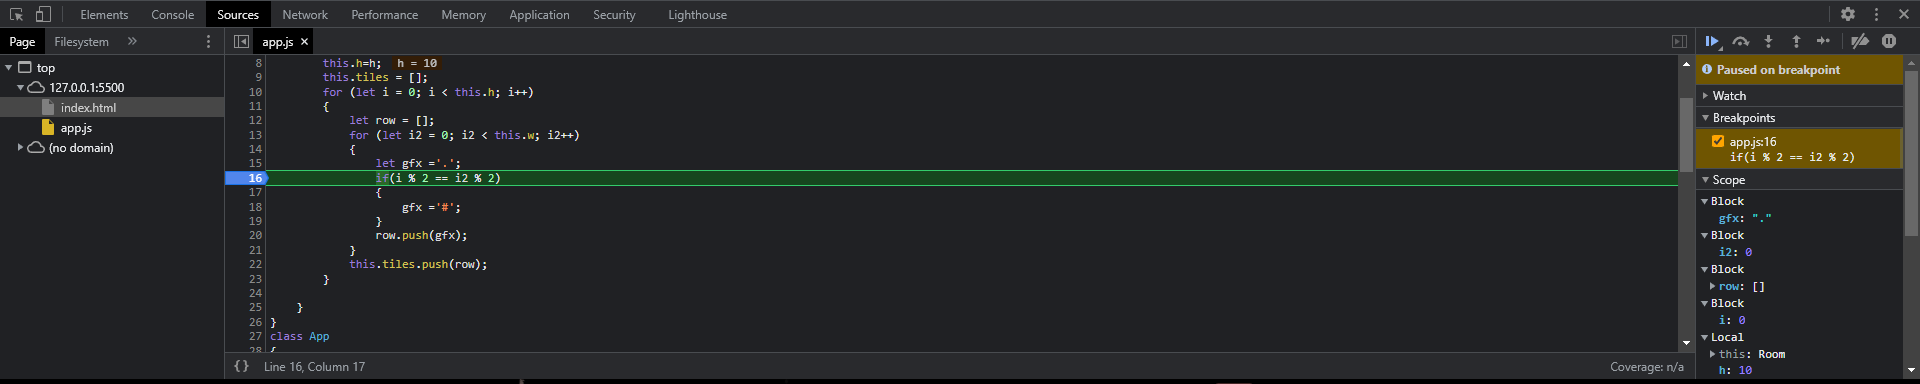 Elements Console Sources Network Performance Memory Application Security Lighthouse
Page Filesystem »
app.js ×
top
127.0.0.1:5500
index.html
app.js
(no domain)
8 this.h=h; h = 10
9 this.tiles = [];
10 for (let i = 0; i < this.h; i++)
11 {
12 let row = [];
13 for (let i2 = 0; i2 < this.w; i2++)
14 {
15 let gfx ='.';
16 if(i % 2 == i2 % 2)
17 {
18 gfx ='#';
19 }
20 row.push(gfx);
21 }
22 this.tiles.push(row);
23 }
24
25 }
26 }
27 class App
28 {
{} Line 16, Column 17
Coverage: n/a
Paused on breakpoint
Watch
Breakpoints
app.js:16
if(i % 2 == i2 % 2)
Scope
Block
gfx: "."
Block
i2: 0
Block
row: []
Block
i: 0
Local
this: Room
h: 10